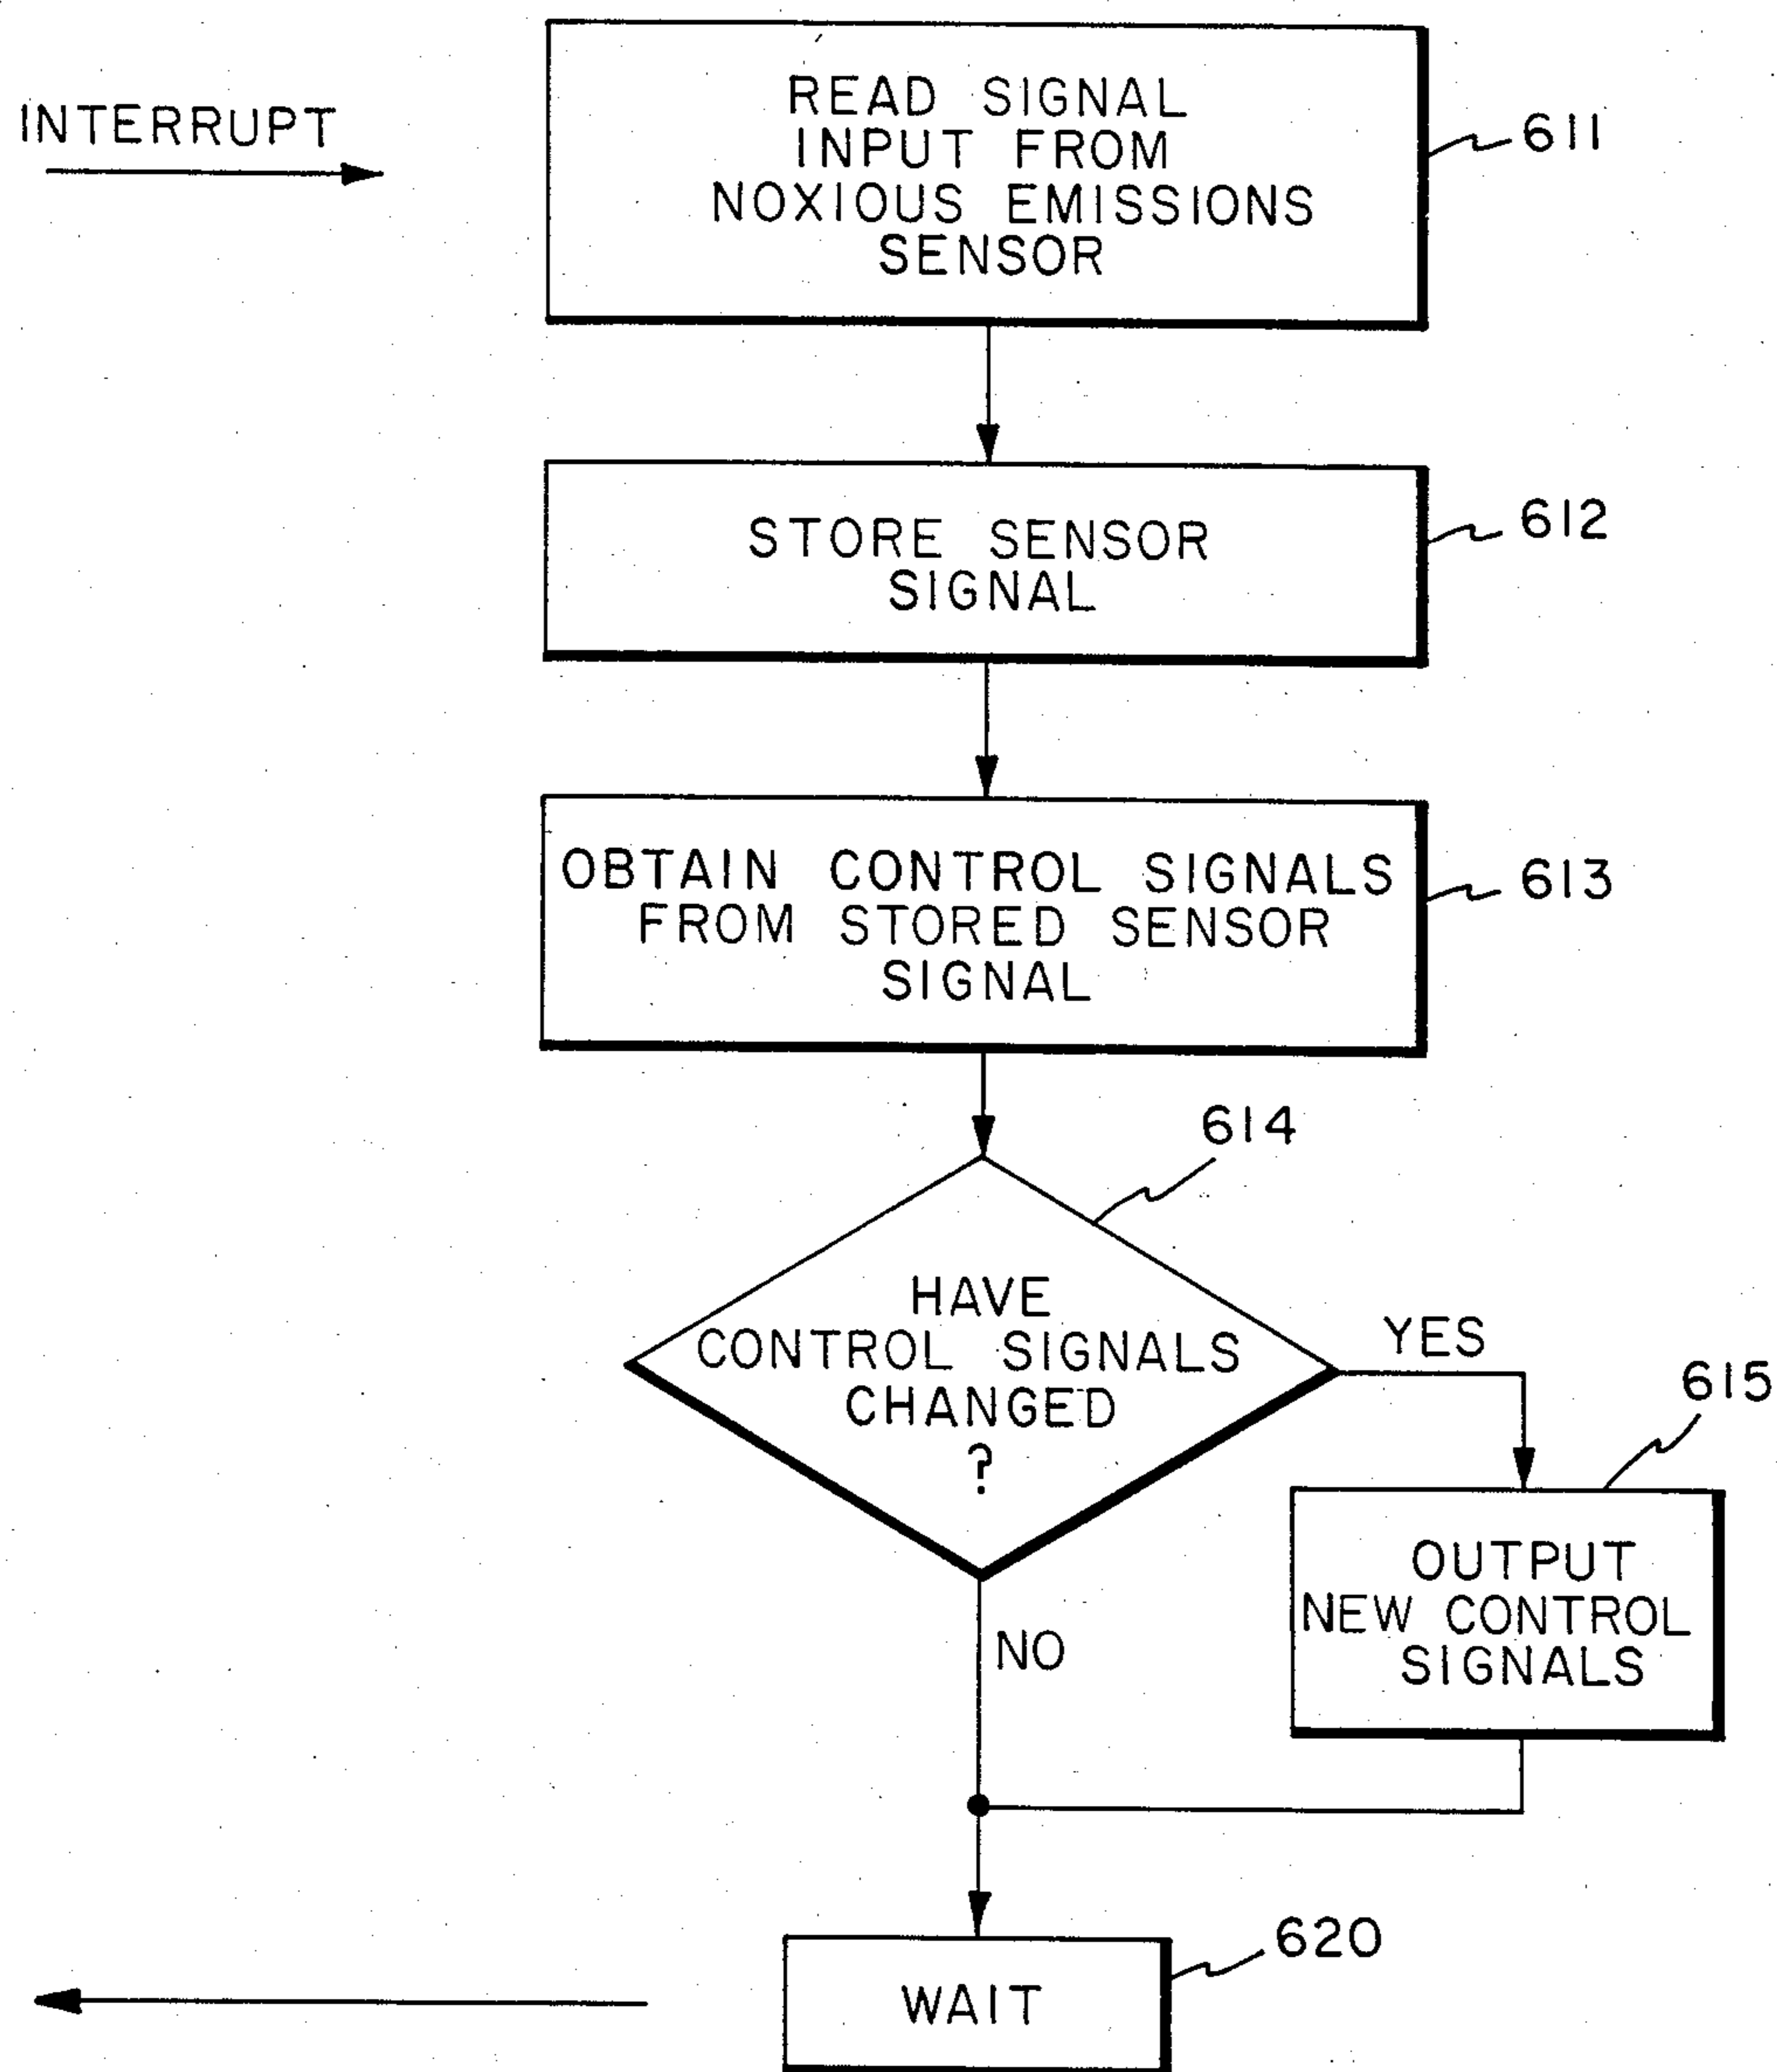 INTERRUPT
READ SIGNAL
INPUT FROM
NOXIOUS EMISSIONS
SENSOR
611
STORE SENSOR
SIGNAL
612
OBTAIN CONTROL SIGNALS
FROM STORED SENSOR
SIGNAL
613
614
HAVE
CONTROL SIGNALS
CHANGED
?
YES
615
OUTPUT
NEW CONTROL
SIGNALS
NO
620
WAIT